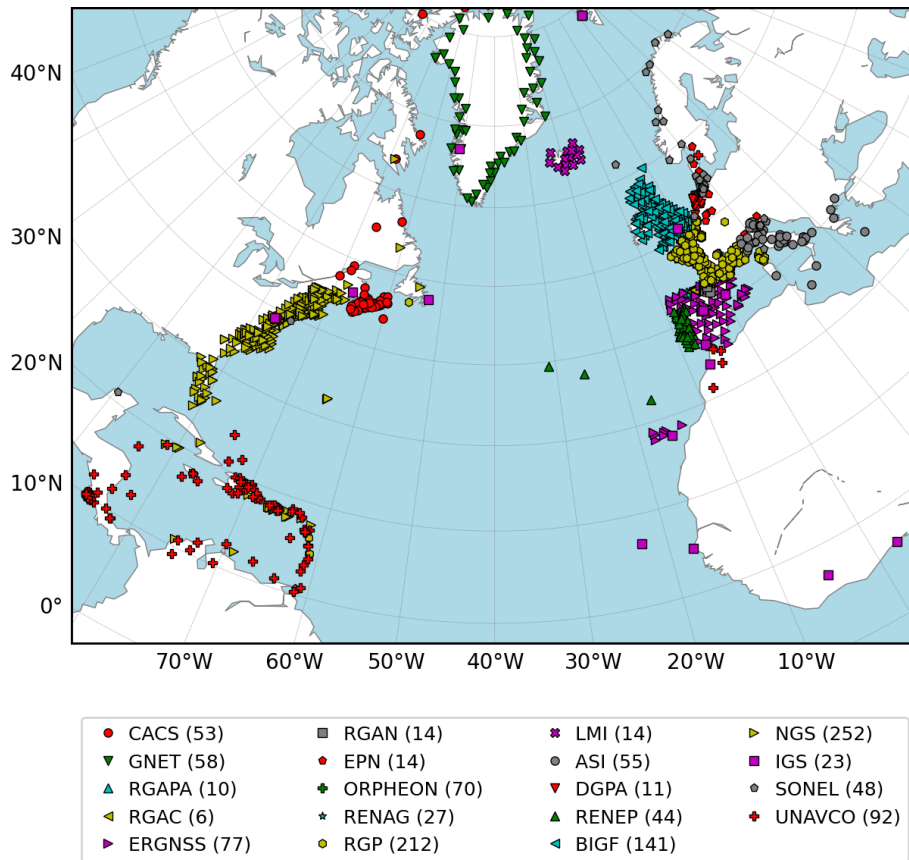 40°N
30°N
20°N
10°N
0°
70°W (W) 60°W (W) 50°W (W) 40°W (W) 30°W (W) 20°W (W) 10°W (W)
CACS (53) RGAN (14) LMI (14) NGS (252)
GNET (58) EPN (14) ASI (55) IGS (23)
RGAPA (10) ORPHEON (70) DGPA (11) SONEL (48)
RGAC (6) RENAG (27) RENEP (44) UNAVCO (92)
ERGNSS (77) RGP (212) BIGF (141)